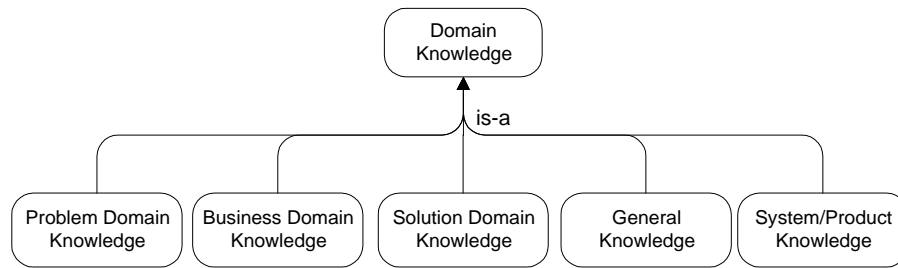 Domain
Knowledge
is-a
Problem Domain
Knowledge
Business Domain
Knowledge
Solution Domain
Knowledge
General
Knowledge
System/Product
Knowledge